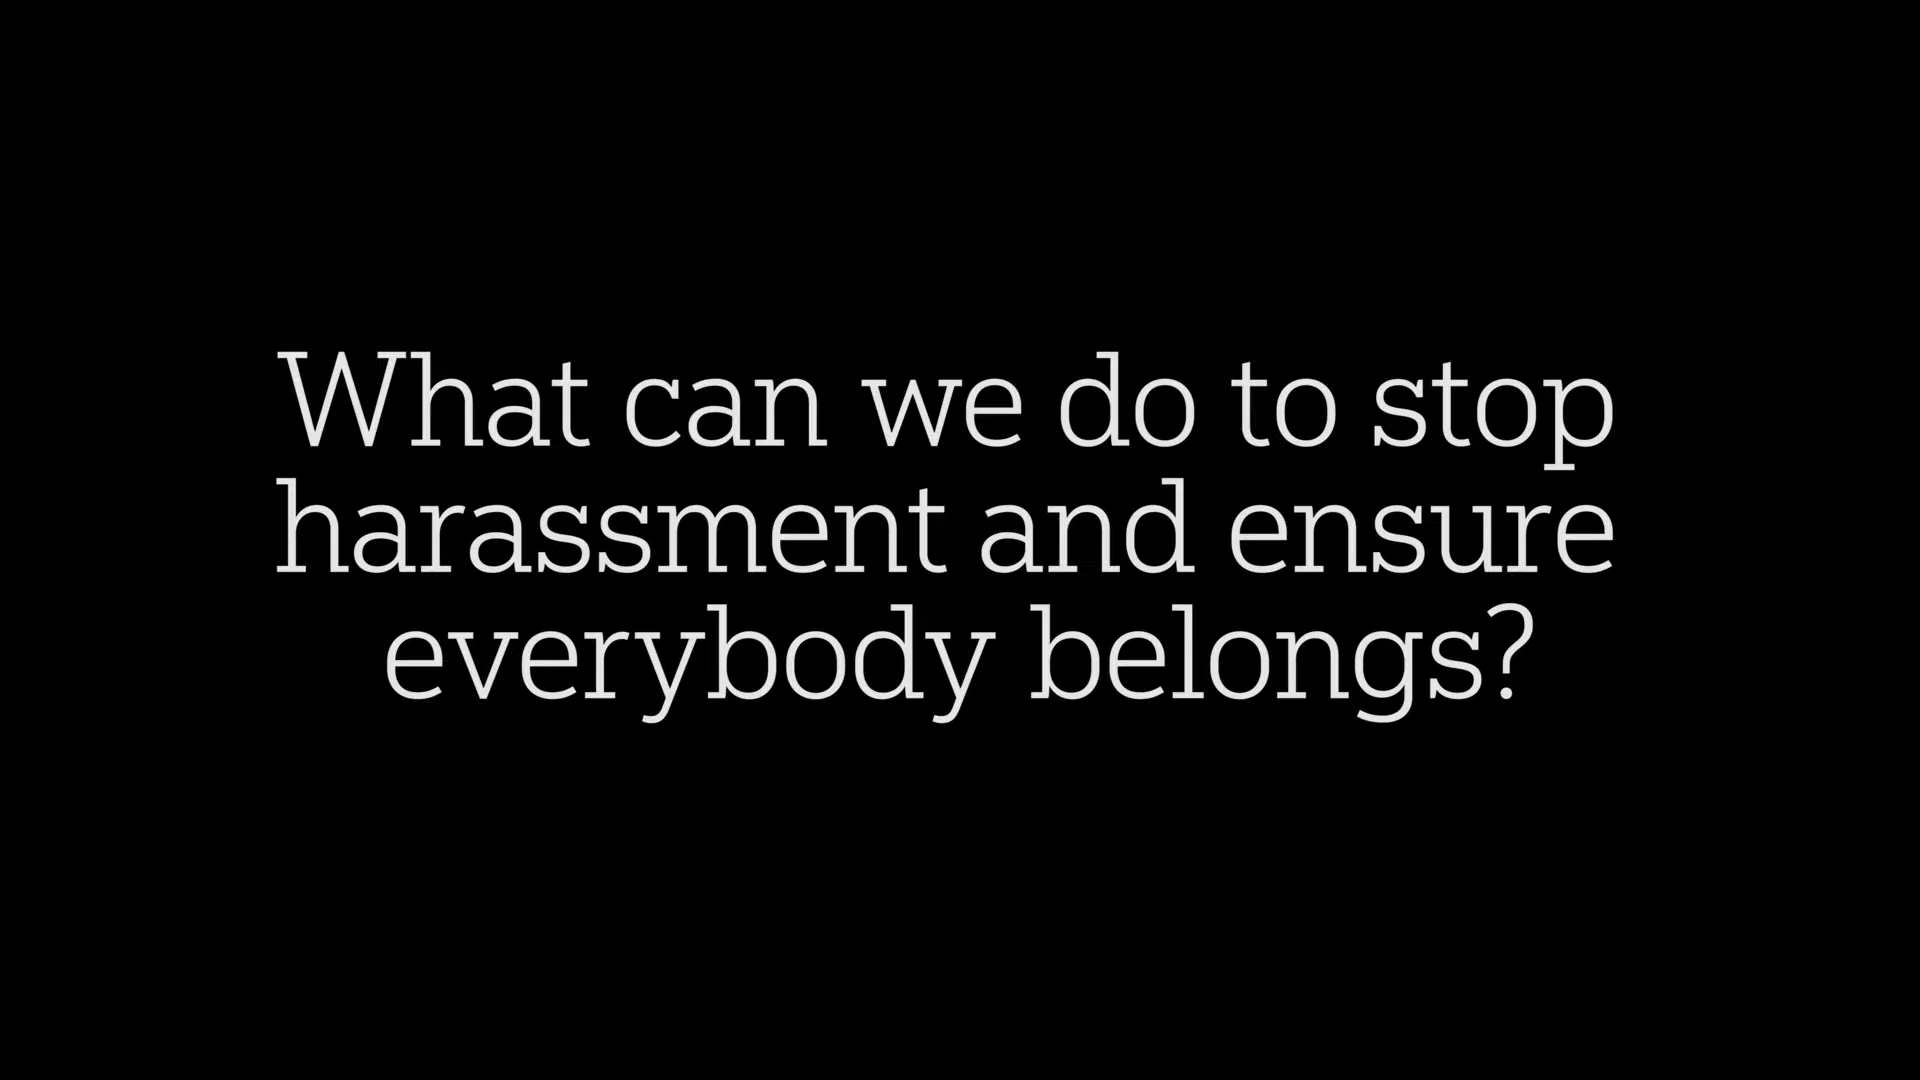 What can we do to stop
harassment and ensure
everybody belongs?